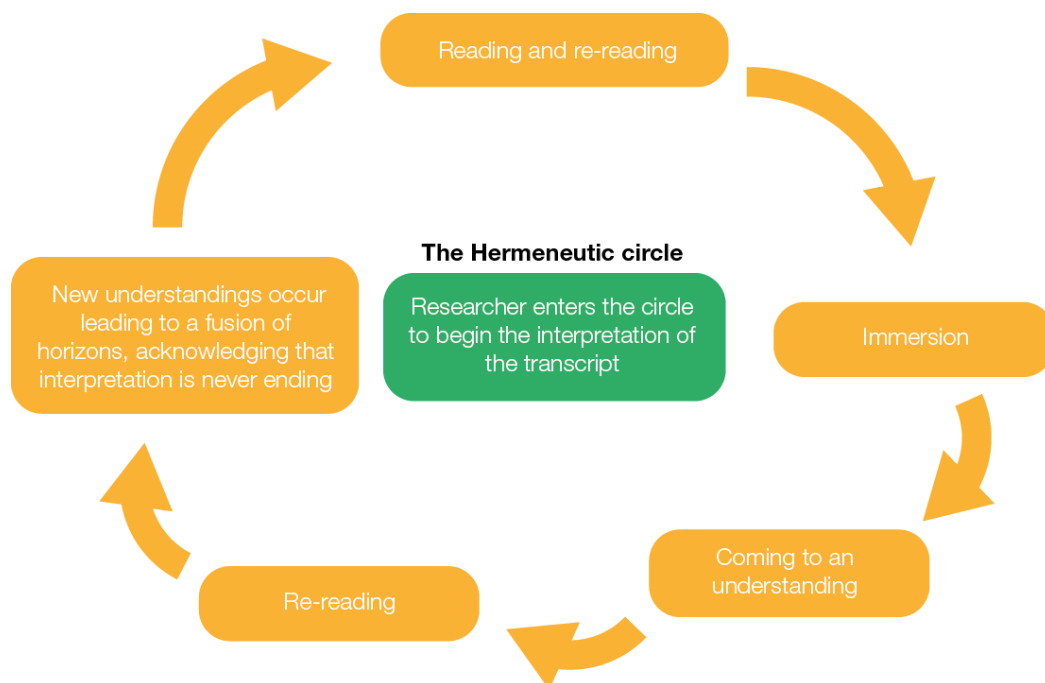 Reading and re-reading
The Hermeneutic circle
Researcher enters the circle
to begin the interpretation of
the transcript
New understandings occur
leading to a fusion of
horizons, acknowledging that
interpretation is never ending
Immersion
Coming to an
understanding
Re-reading